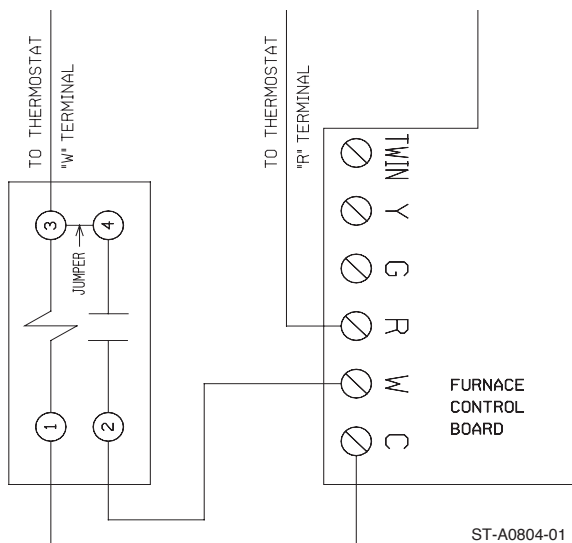 TO THERMOSTAT
"W" TERMINAL
TO THERMOSTAT
"R" TERMINAL
TWIN
Y
G
R
W
C
3
4
JUMPER
1
2
FURNACE
CONTROL
BOARD
ST-A0804-01